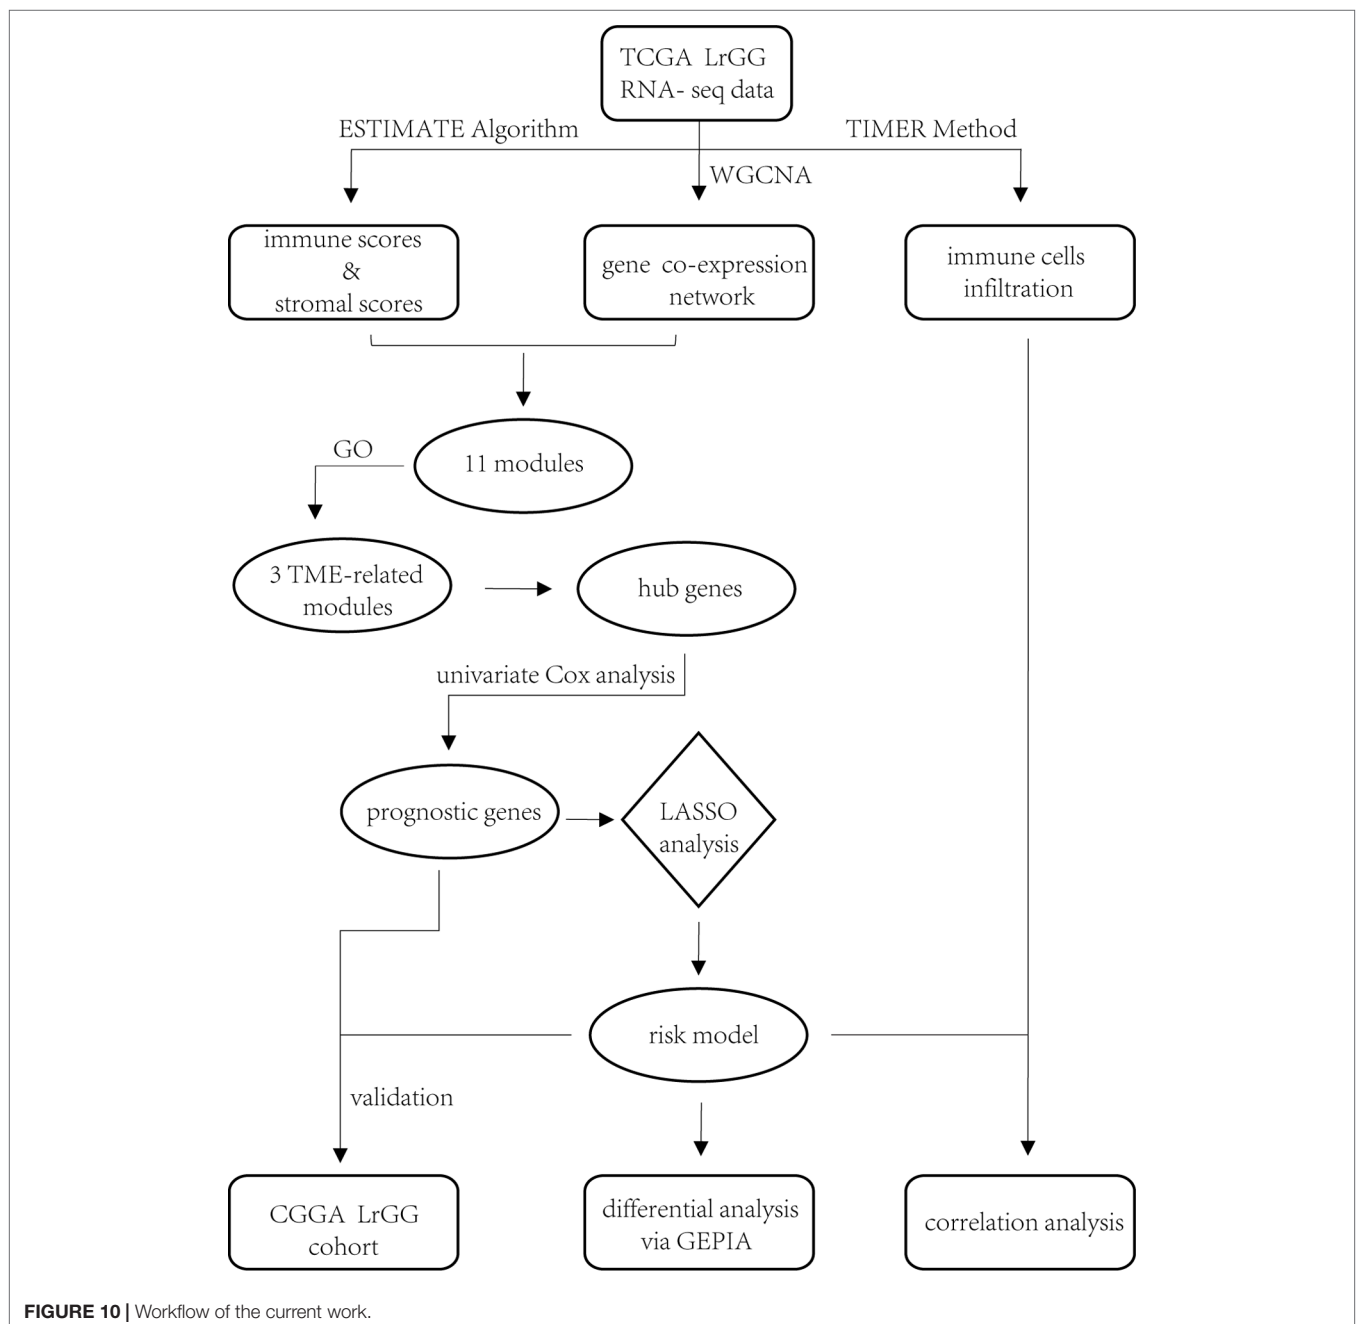 TCGA LrGG
RNA- seq data
ESTIMATE Algorithm
TIMER Method
WGCNA
immune scores
&
stromal scores
gene co-expression
network
immune cells
infiltration
GO
11 modules
3 TME-related
modules
hub genes
univariate Cox analysis
prognostic genes
LASSO
analysis
risk model
validation
CGGA LrGG
cohort
differential analysis
via GEPIA
correlation analysis
FIGURE 10 | Workflow of the current work.